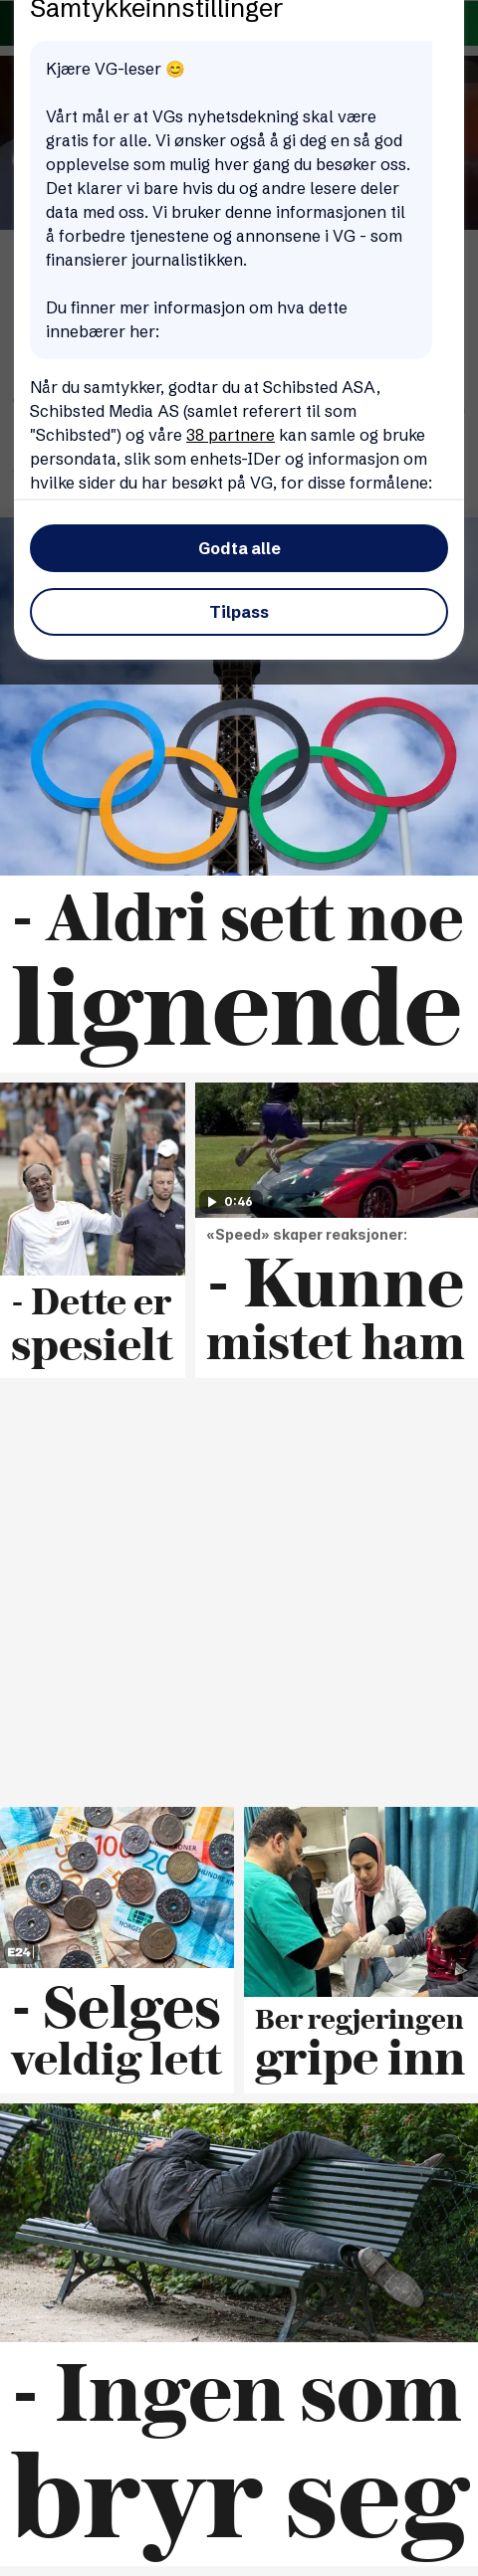 Samtykkeinnstillinger
Kjære VG-leser 😊
Vårt mål er at VGs nyhetsdekning skal være
gratis for alle. Vi ønsker også å gi deg en så god
opplevelse som mulig hver gang du besøker oss.
Det klarer vi bare hvis du og andre lesere deler
data med oss. Vi bruker denne informasjonen til
å forbedre tjenestene og annonsene i VG - som
finansierer journalistikken.
Du finner mer informasjon om hva dette
innebærer her:
Når du samtykker, godtar du at Schibsted ASA,
Schibsted Media AS (samlet referert til som
"Schibsted") og våre 38 partnere kan samle og bruke
persondata, slik som enhets-IDer og informasjon om
hvilke sider du har besøkt på VG, for disse formålene:
Godta alle
Tilpass
- Aldri sett noe
lignende
- Dette er
spesielt
0:46
«Speed» skaper reaksjoner:
- Kunne
mistet ham
E24
- Selges
veldig lett
Ber regjeringen
gripe inn
- Ingen som
bryr seg